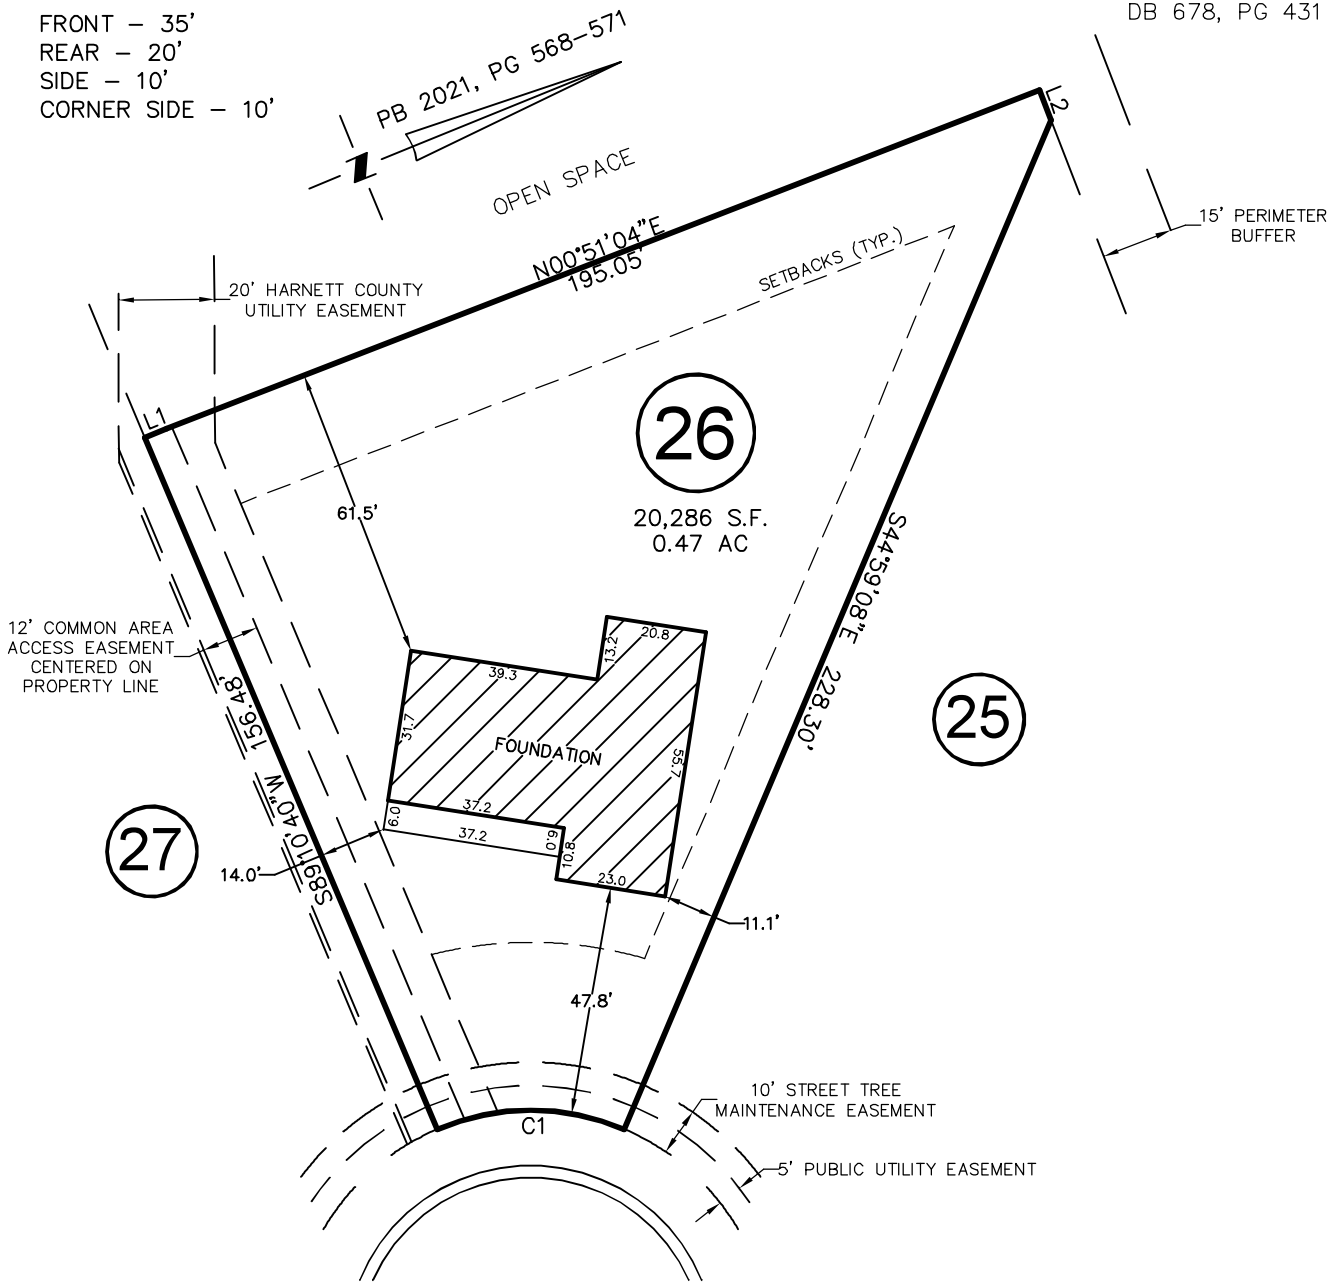 FRONT – 35'
REAR – 20'
SIDE – 10'
CORNER SIDE – 10'
DB 678, PG 431
PB 2021, PG 568–571
OPEN SPACE
L2
15' PERIMETER
BUFFER
N00°51'04"E
195.05'
SETBACKS (TYP.)
20' HARNETT COUNTY
UTILITY EASEMENT
L1
26
20,286 S.F.
0.47 AC
61.5'
S44°59'08"E 228.30'
12' COMMON AREA
ACCESS EASEMENT
CENTERED ON
PROPERTY LINE
20.8
13.2
39.3
31.7
FOUNDATION
55.7
25
S89°10'40"W 156.48'
37.2
6.0
37.2
6.0
10.8
23.0
27
14.0'
11.1'
47.8'
10' STREET TREE
MAINTENANCE EASEMENT
C1
5' PUBLIC UTILITY EASEMENT